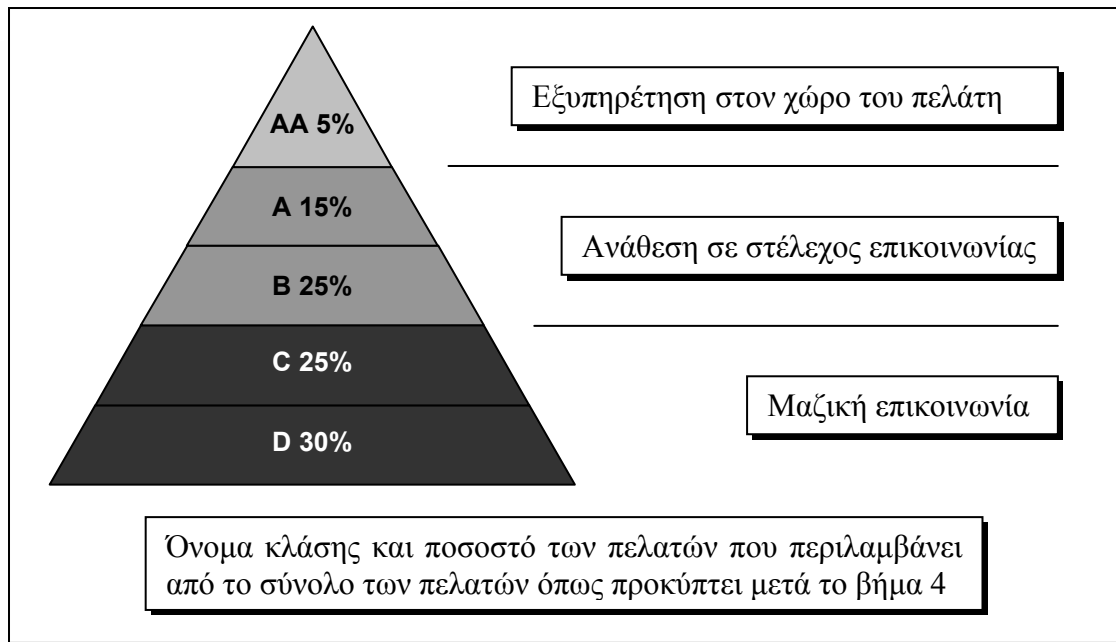 Εξυπηρέτηση στον χώρο του πελάτη
AA 5%
A 15%
Ανάθεση σε στέλεχος επικοινωνίας
B 25%
C 25%
Μαζική επικοινωνία
D 30%
Όνομα κλάσης και ποσοστό των πελατών που περιλαμβάνει
από το σύνολο των πελατών όπως προκύπτει μετά το βήμα 4